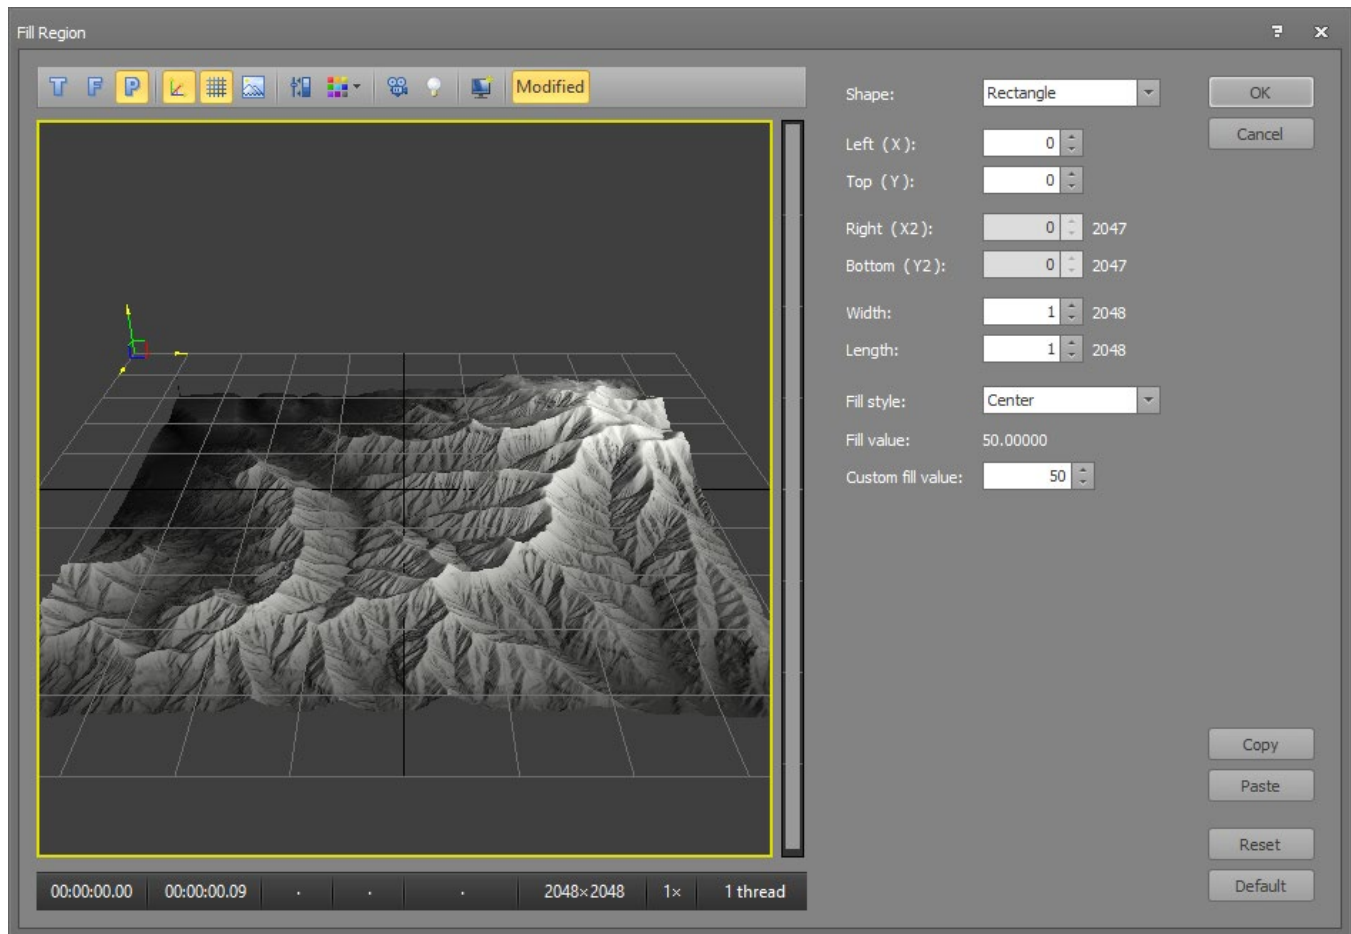 Fill Region
T F P Modified
Shape: Rectangle
OK
Cancel
Left (X): 0
Top (Y): 0
Right (X2): 0 2047
Bottom (Y2): 0 2047
Width: 1 2048
Length: 1 2048
Fill style: Center
Fill value: 50.00000
Custom fill value: 50
Copy
Paste
Reset
Default
00:00:00.00 00:00:00.09 . . . 2048×2048 1× 1 thread